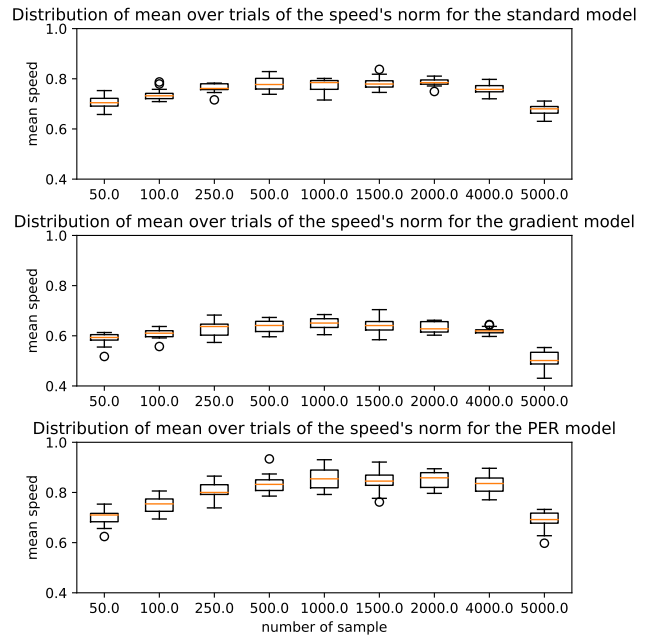 Distribution of mean over trials of the speed's norm for the standard model
1.0
0.8
0.6
0.4
mean speed
50.0 100.0 250.0 500.0 1000.0 1500.0 2000.0 4000.0 5000.0
Distribution of mean over trials of the speed's norm for the gradient model
1.0
0.8
0.6
0.4
mean speed
50.0 100.0 250.0 500.0 1000.0 1500.0 2000.0 4000.0 5000.0
Distribution of mean over trials of the speed's norm for the PER model
1.0
0.8
0.6
0.4
mean speed
50.0 100.0 250.0 500.0 1000.0 1500.0 2000.0 4000.0 5000.0
number of sample